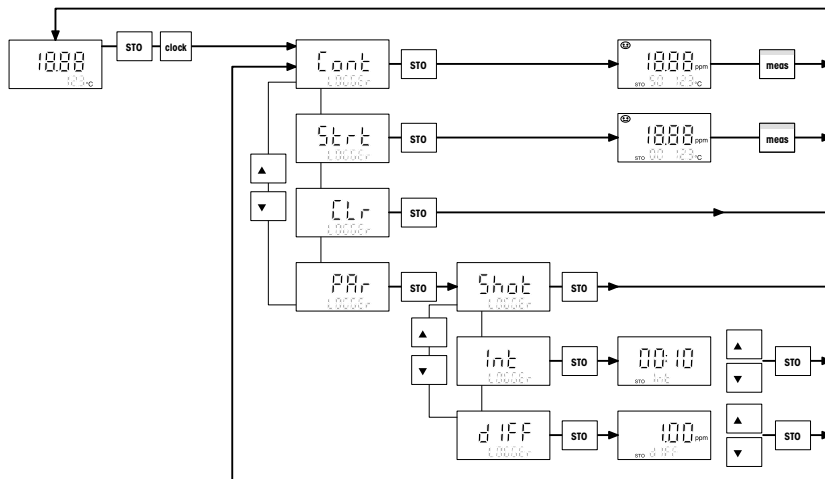 18.88
123°C
STO
clock
Cont
LOGGEr
STO
18.88 ppm
STO 50 123°C
meas
Strt
LOGGEr
STO
18.88 ppm
STO 00 123°C
meas
▲
▼
CLr
LOGGEr
STO
PAr
LOGGEr
STO
Shot
LOGGEr
STO
▲
▼
Int
LOGGEr
STO
00:10
STO Int
▲
▼
STO
dIFF
LOGGEr
STO
1.00 ppm
STO dIFF
▲
▼
STO